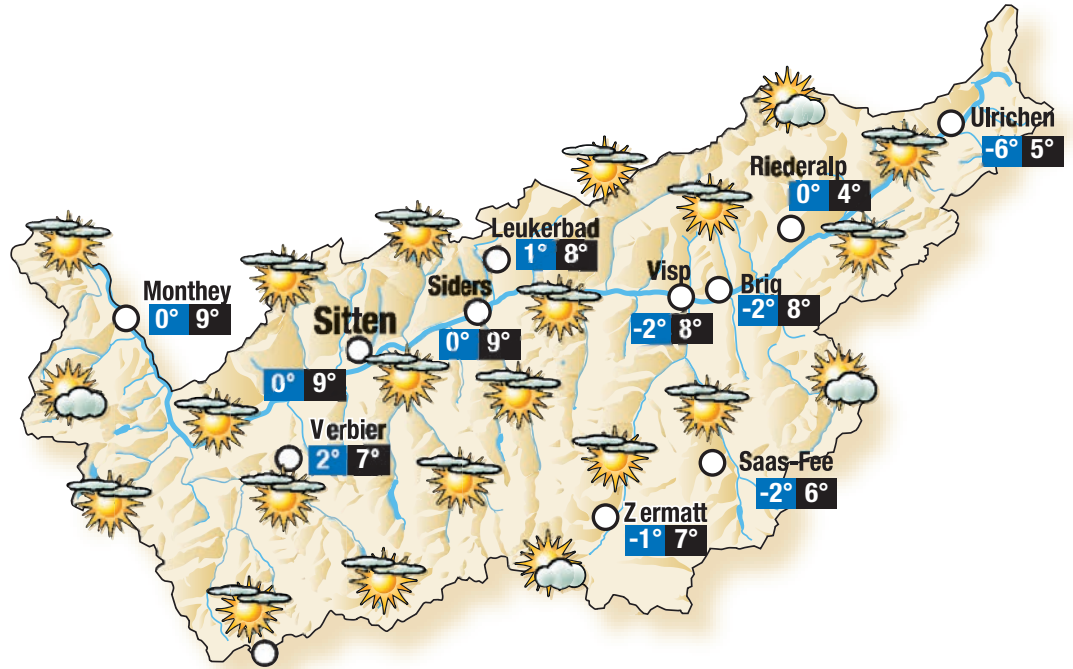 Ulrichen
-6° 5°
Riederalp
0° 4°
Leukerbad
1° 8°
Visp
-2° 8°
Brig
-2° 8°
Monthey
0° 9°
Siders
0° 9°
Sitten
0° 9°
Verbier
2° 7°
Saas-Fee
-2° 6°
Zermatt
-1° 7°